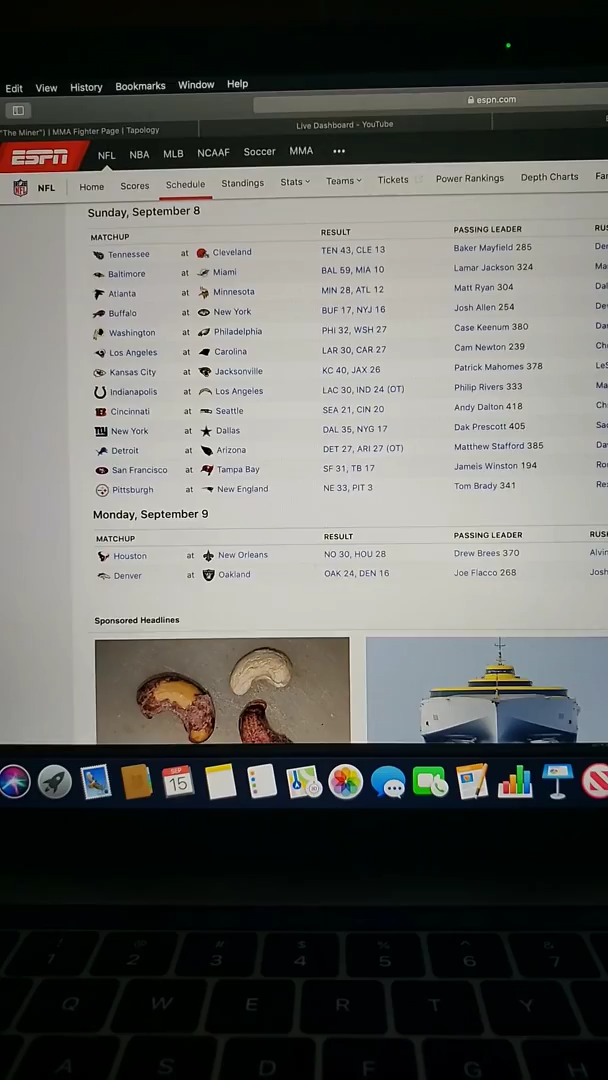 Edit View History Bookmarks Window Help
espn.com
"The Miner") | MMA Fighter Page | Tapology Live Dashboard - YouTube
ESPN NFL NBA MLB NCAAF Soccer MMA •••
NFL Home Scores Schedule Standings Stats Teams Tickets Power Rankings Depth Charts
Sunday, September 8
MATCHUP RESULT PASSING LEADER
Tennessee at Cleveland TEN 43, CLE 13 Baker Mayfield 285
Baltimore at Miami BAL 59, MIA 10 Lamar Jackson 324
Atlanta at Minnesota MIN 28, ATL 12 Matt Ryan 304
Buffalo at New York BUF 17, NYJ 16 Josh Allen 254
Washington at Philadelphia PHI 32, WSH 27 Case Keenum 380
Los Angeles at Carolina LAR 30, CAR 27 Cam Newton 239
Kansas City at Jacksonville KC 40, JAX 26 Patrick Mahomes 378
Indianapolis at Los Angeles LAC 30, IND 24 (OT) Philip Rivers 333
Cincinnati at Seattle SEA 21, CIN 20 Andy Dalton 418
New York at Dallas DAL 35, NYG 17 Dak Prescott 405
Detroit at Arizona DET 27, ARI 27 (OT) Matthew Stafford 385
San Francisco at Tampa Bay SF 31, TB 17 Jameis Winston 194
Pittsburgh at New England NE 33, PIT 3 Tom Brady 341
Monday, September 9
MATCHUP RESULT PASSING LEADER
Houston at New Orleans NO 30, HOU 28 Drew Brees 370
Denver at Oakland OAK 24, DEN 16 Joe Flacco 268
Sponsored Headlines
SEP
15
1 2 3 4 5 6 7
Q W E R T Y
A S D F G H